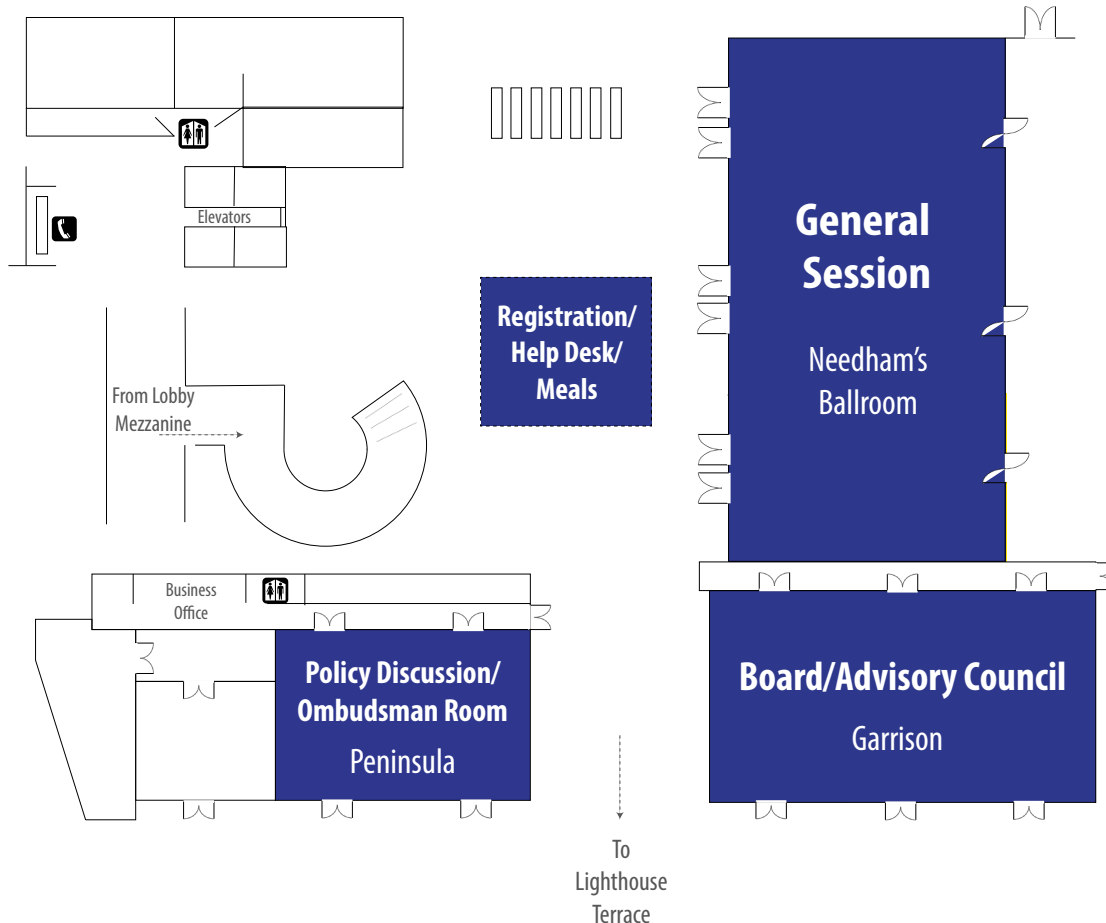 Elevators
General
Session
Needham's
Ballroom
Registration/
Help Desk/
Meals
From Lobby
Mezzanine
Business
Office
Policy Discussion/
Ombudsman Room
Peninsula
Board/Advisory Council
Garrison
To
Lighthouse
Terrace